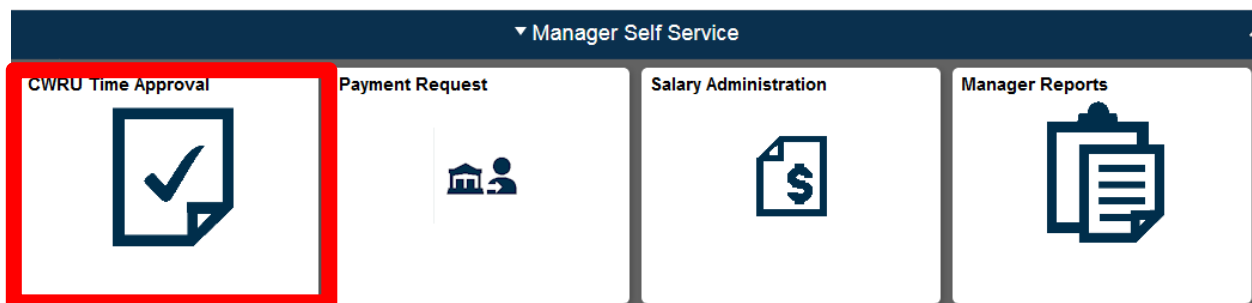 Manager Self Service
CWRU Time Approval
Payment Request
Salary Administration
Manager Reports